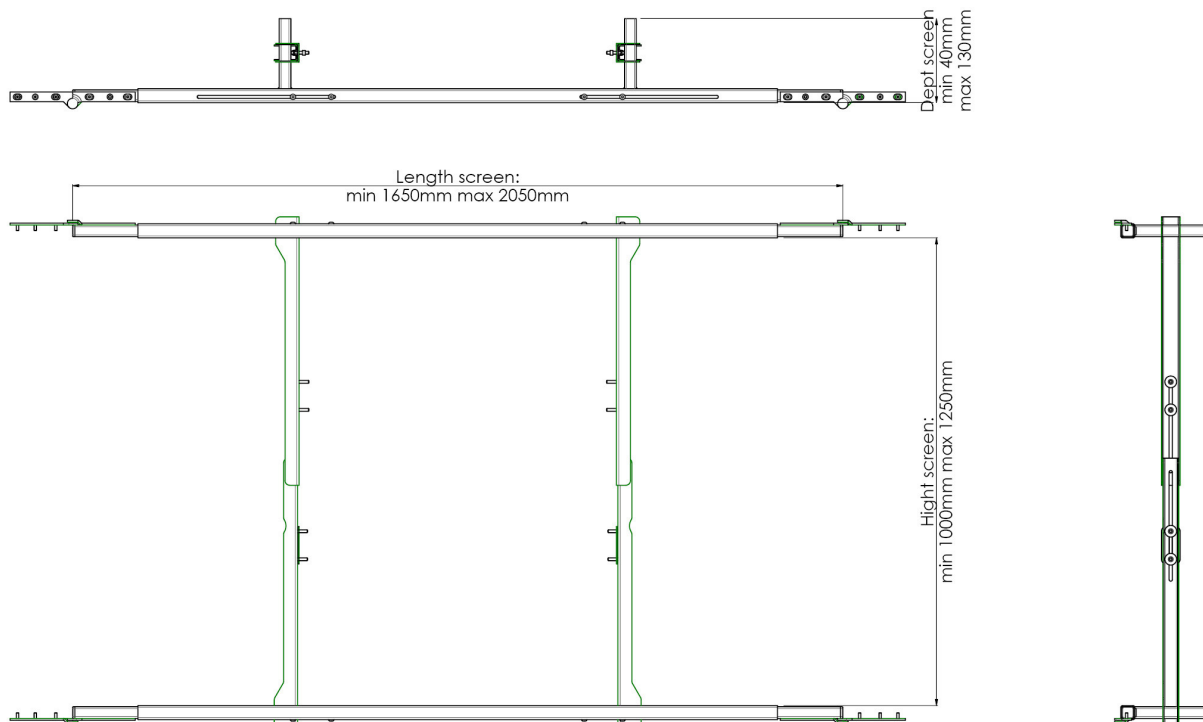 Dept screen
min 40mm
max 130mm
Length screen:
min 1650mm max 2050mm
Hight screen:
min 1000mm max 1250mm